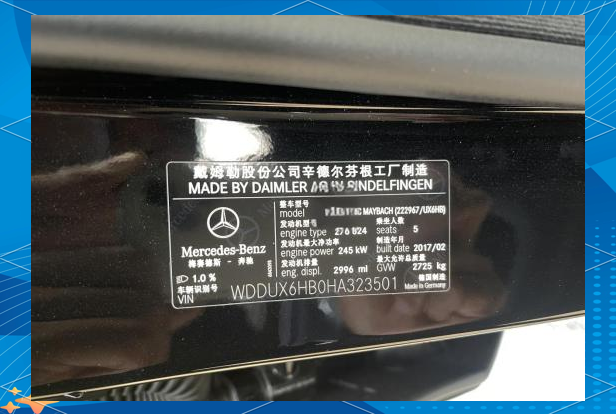 戴姆勒股份公司辛德尔芬根工厂制造
MADE BY DAIMLER AG IN SINDELFINGEN
Mercedes-Benz
梅赛德斯 - 奔驰
1.0 %
整车型号
model MAYBACH (222967/UX6HB)
发动机型号 乘坐人数
engine type 276 824 seats 5
发动机最大净功率 制造年月
engine power 245 kW built date 2017/02
发动机排量 最大允许总质量
eng. displ. 2996 ml GVW 2725 kg
车辆识别号 德国制造
VIN WDDUX6HB0HA323501 Made in Germany